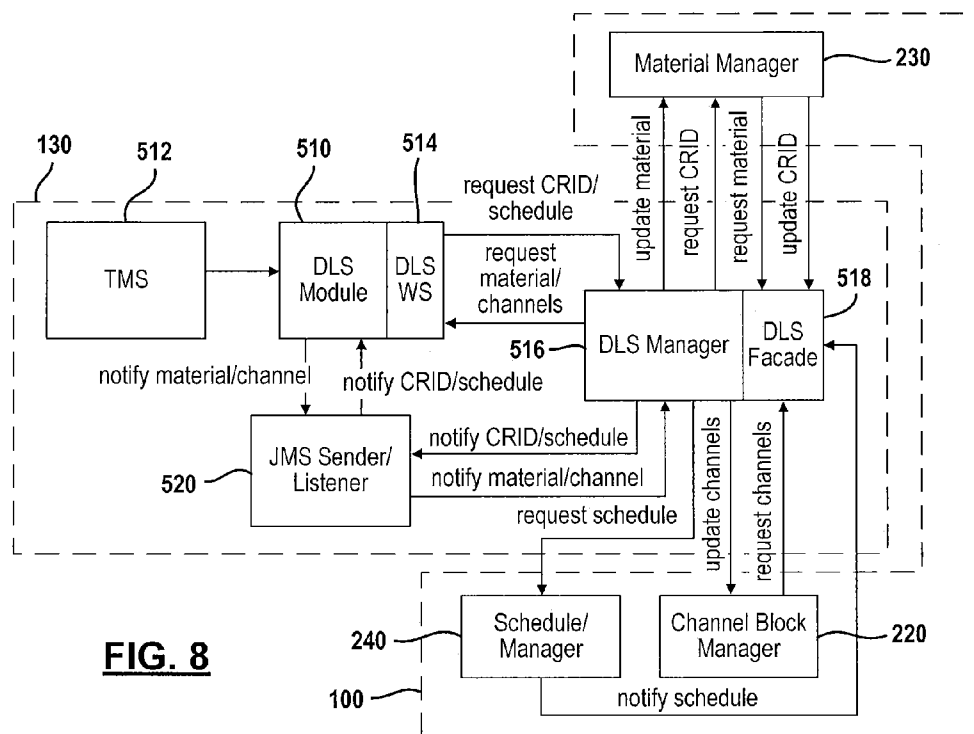 Material Manager
230
130
512
510
514
update material
request CRID
request material
update CRID
request CRID/
schedule
TMS
DLS
Module
DLS
WS
request
material/
channels
518
516
DLS Manager
DLS
Facade
notify material/channel
notify CRID/schedule
JMS Sender/
Listener
520
notify CRID/schedule
notify material/channel
request schedule
update channels
request channels
240
Schedule/
Manager
Channel Block
Manager
220
FIG. 8
100
notify schedule